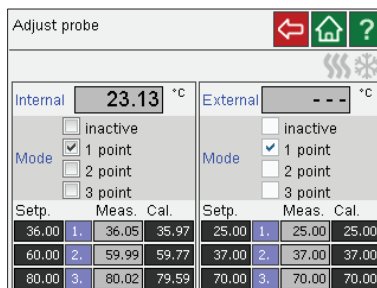 Adjust probe ?
Internal 23.13 °C External - - - °C
Mode inactive Mode inactive
1 point 1 point
2 point 2 point
3 point 3 point
Setp. Meas. Cal. Setp. Meas. Cal.
36.00 1. 36.05 35.97 25.00 1. 25.00 25.00
60.00 2. 59.99 59.77 37.00 2. 37.00 37.00
80.00 3. 80.02 79.59 70.00 3. 70.00 70.00